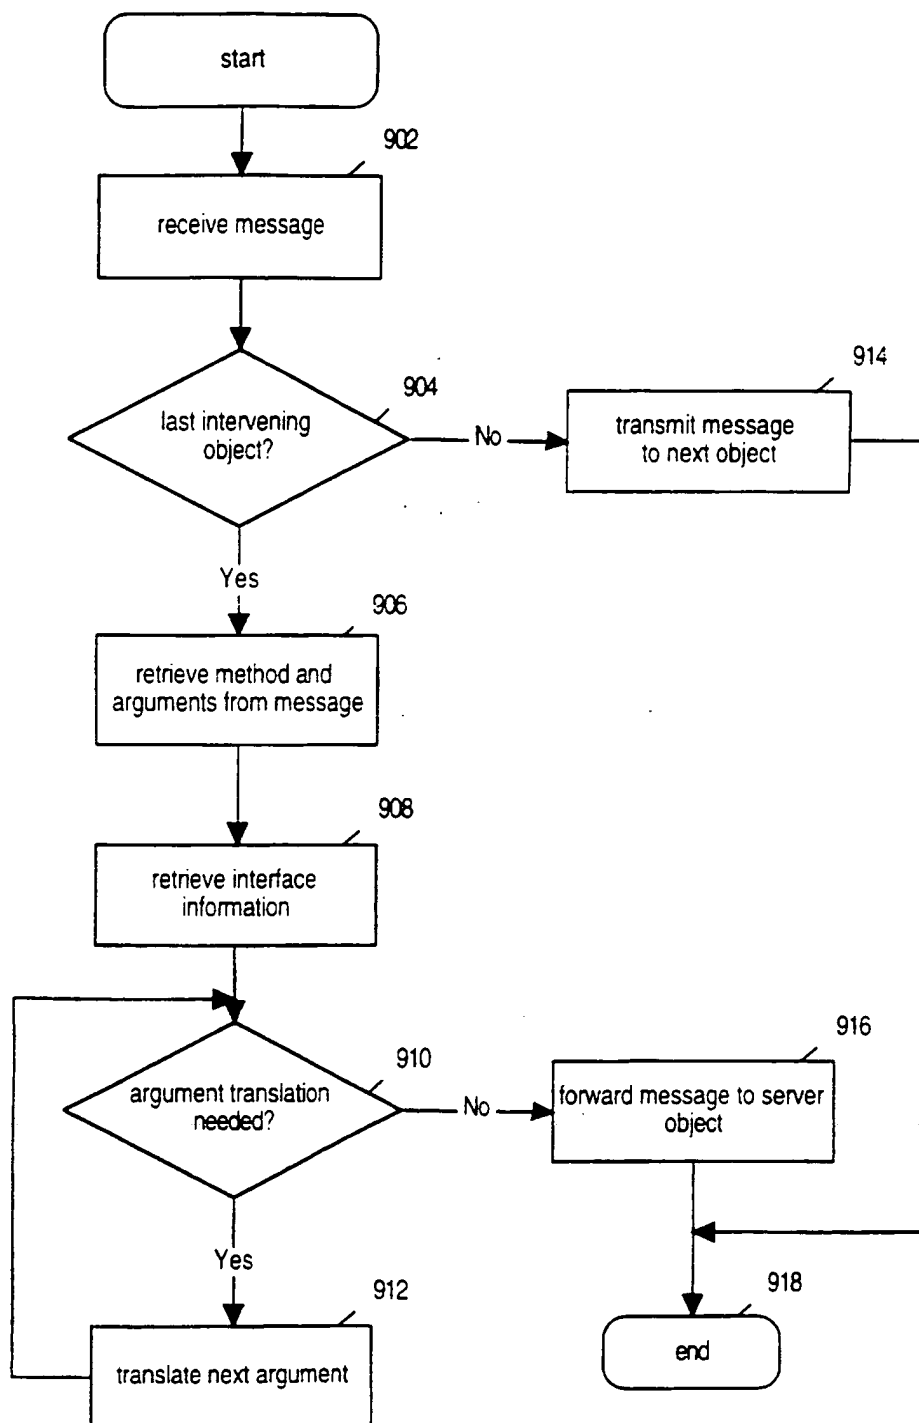 start
902
receive message
904
last intervening
object?
No
914
transmit message
to next object
Yes
906
retrieve method and
arguments from message
908
retrieve interface
information
910
argument translation
needed?
No
916
forward message to server
object
Yes
912
translate next argument
918
end